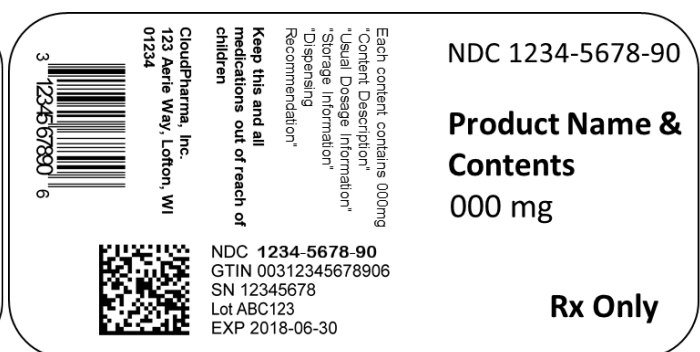 NDC 1234-5678-90
Product Name &
Contents
000 mg
Rx Only
Each content contains 000mg
"Content Description"
"Usual Dosage Information"
"Storage Information"
"Dispensing
Recommendation"
Keep this and all
medications out of reach of
children
CloudPharma, Inc.
123 Aerie Way, Lofton, WI
01234
3 1234567890 6
NDC 1234-5678-90
GTIN 00312345678906
SN 12345678
Lot ABC123
EXP 2018-06-30